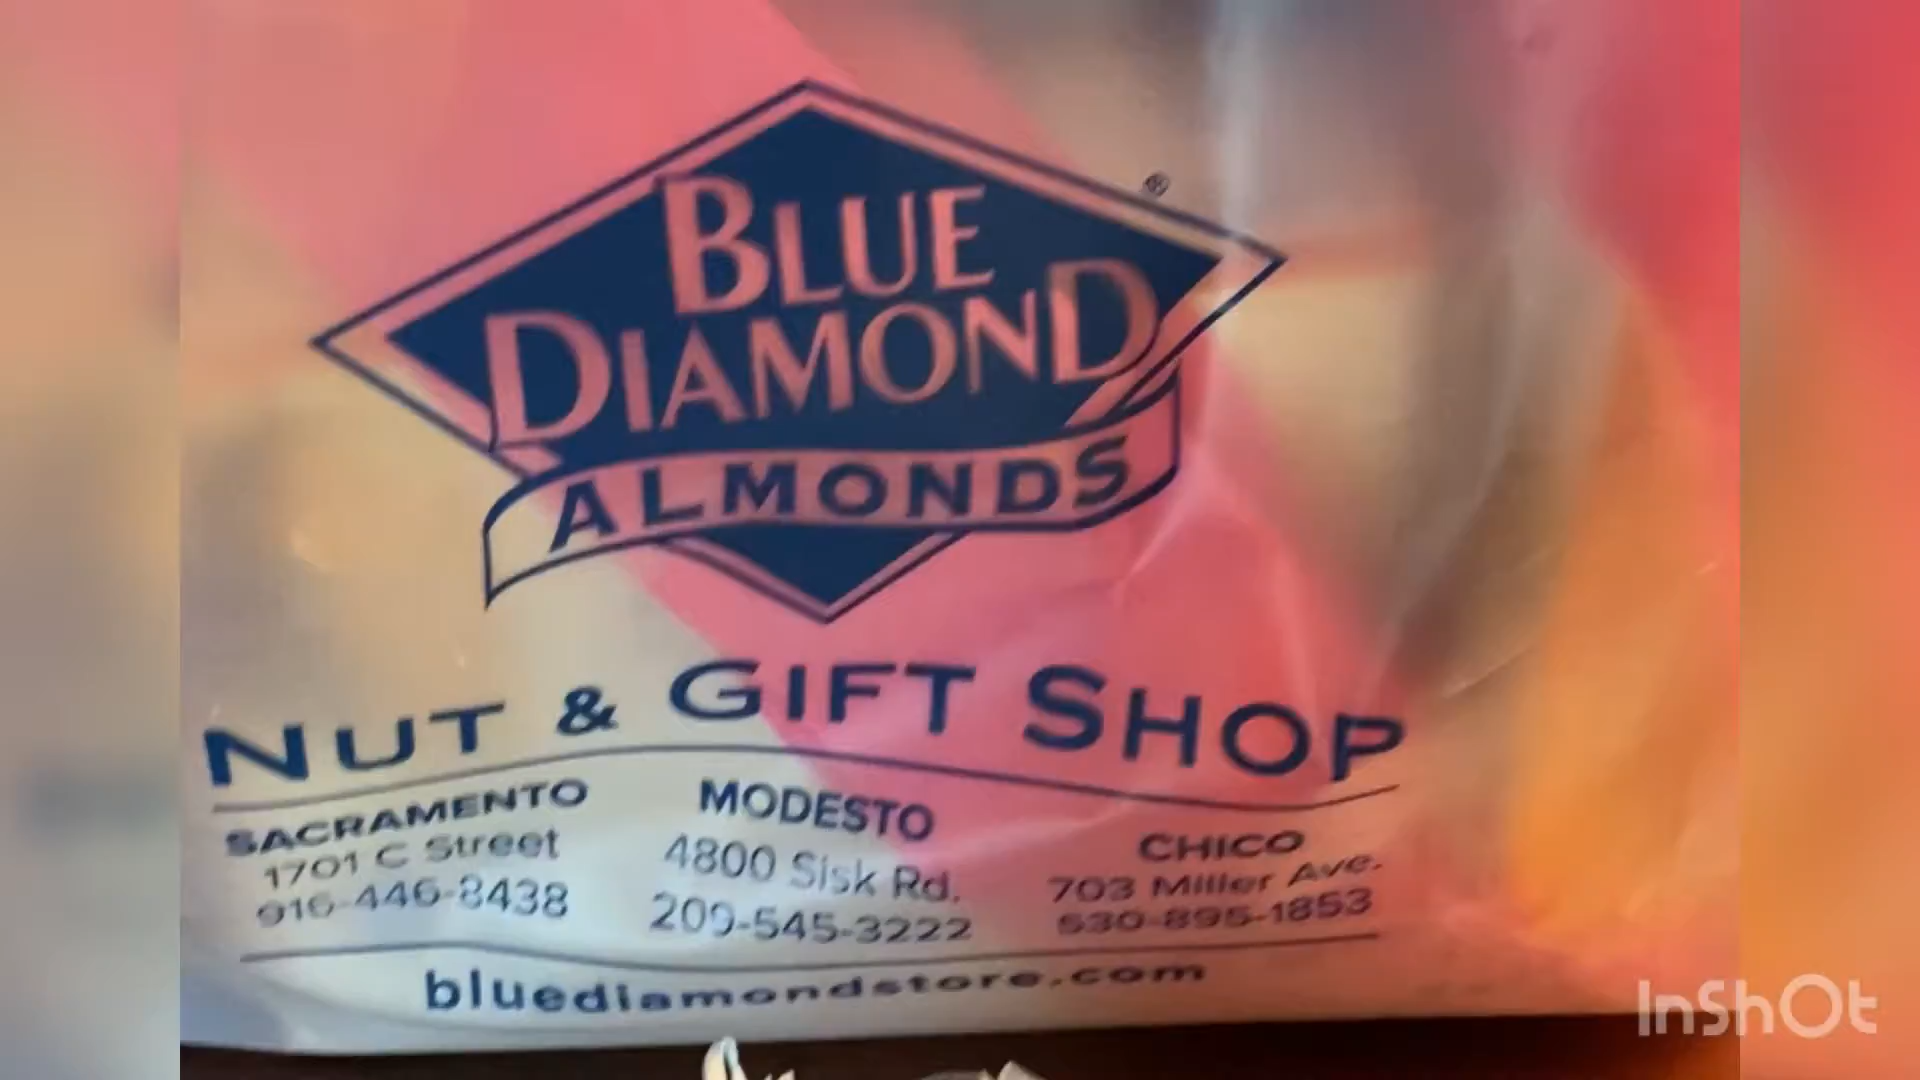 BLUE
DIAMOND
®
ALMONDS
NUT & GIFT SHOP
SACRAMENTO
1701 C Street
916-446-8438
MODESTO
4800 Sisk Rd.
209-545-3222
CHICO
703 Miller Ave.
530-895-1853
bluediamondstore.com
InShOt